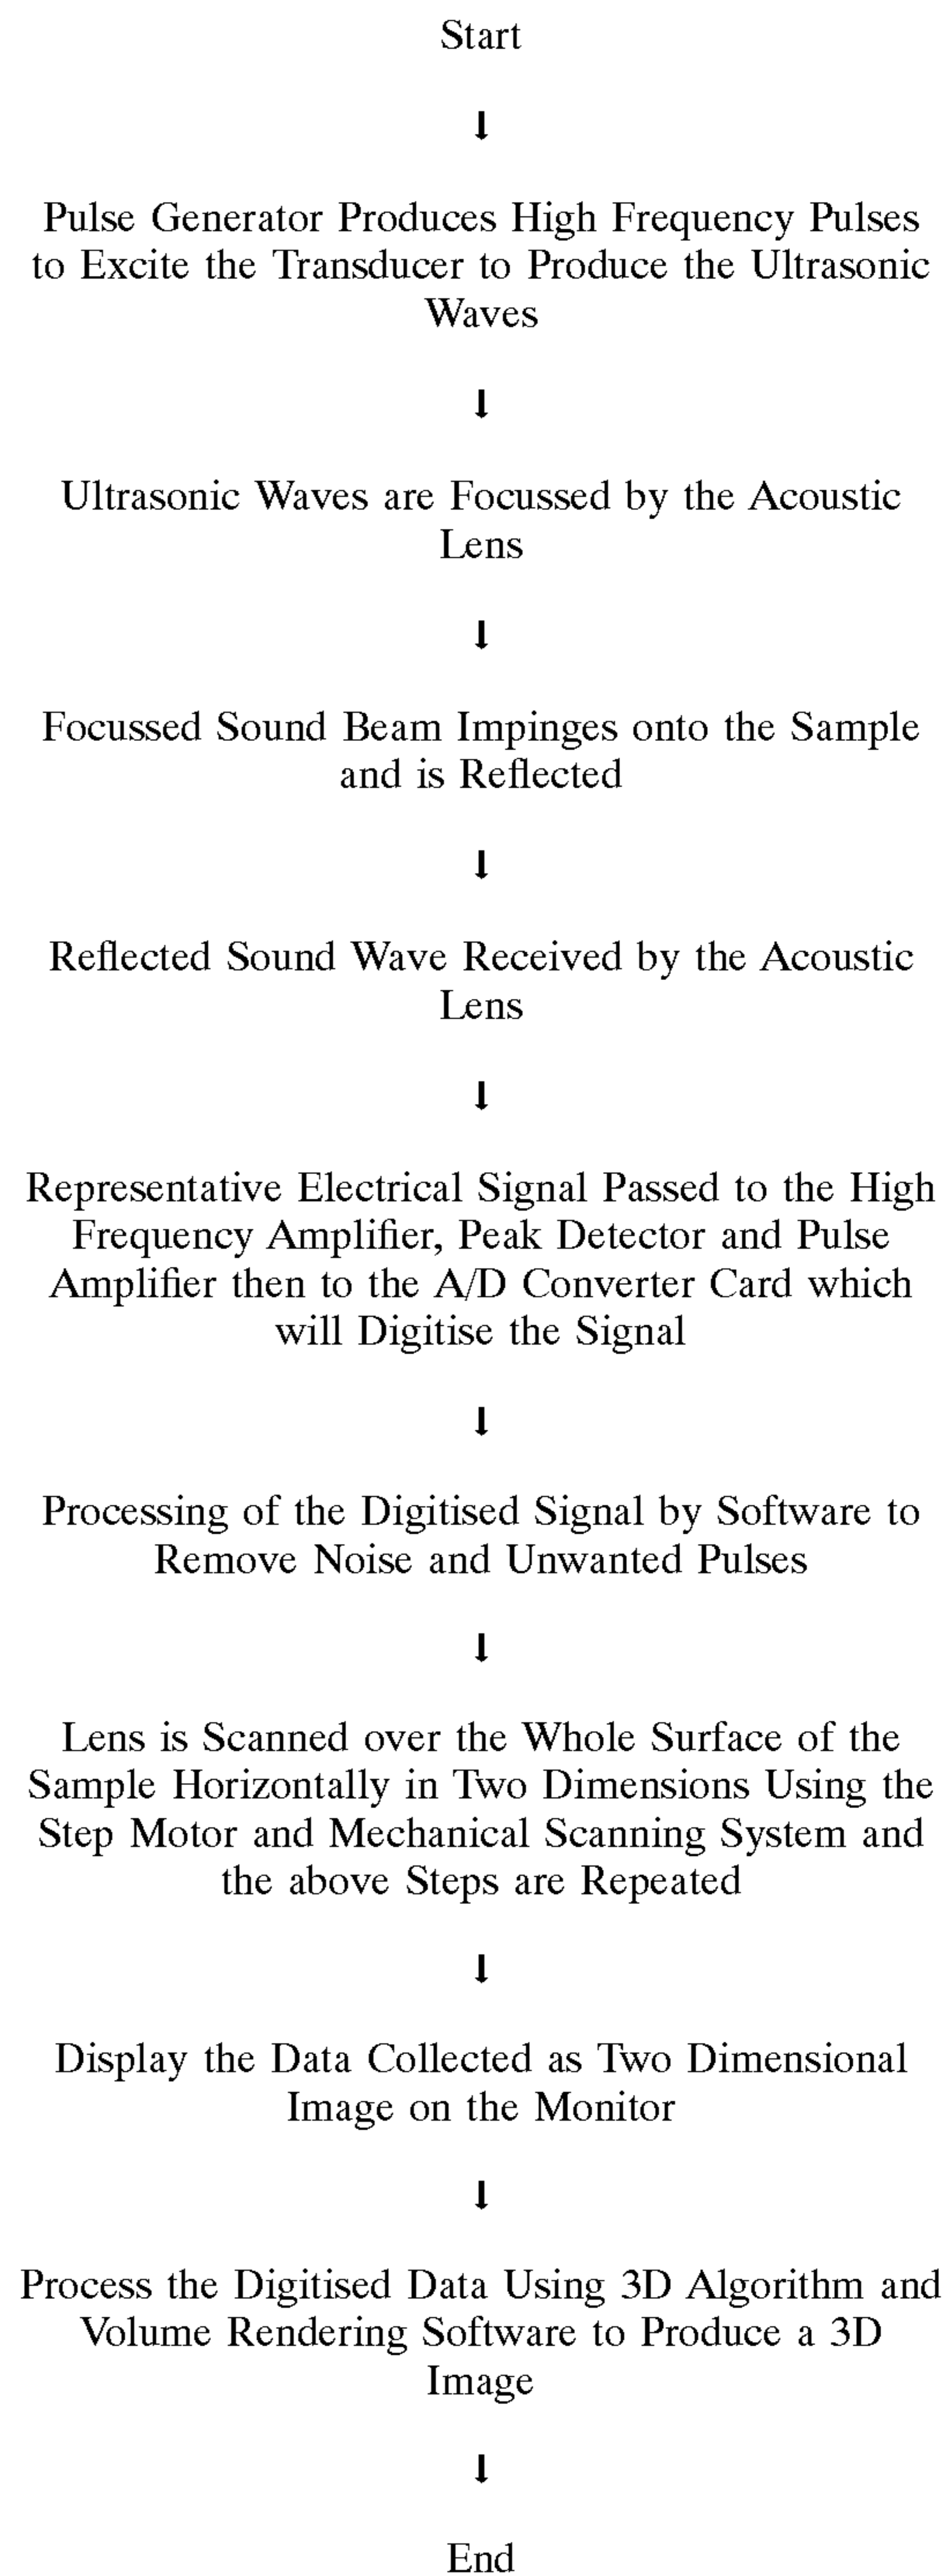 Start
Pulse Generator Produces High Frequency Pulses
to Excite the Transducer to Produce the Ultrasonic
Waves
Ultrasonic Waves are Focussed by the Acoustic
Lens
Focussed Sound Beam Impinges onto the Sample
and is Reflected
Reflected Sound Wave Received by the Acoustic
Lens
Representative Electrical Signal Passed to the High
Frequency Amplifier, Peak Detector and Pulse
Amplifier then to the A/D Converter Card which
will Digitise the Signal
Processing of the Digitised Signal by Software to
Remove Noise and Unwanted Pulses
Lens is Scanned over the Whole Surface of the
Sample Horizontally in Two Dimensions Using the
Step Motor and Mechanical Scanning System and
the above Steps are Repeated
Display the Data Collected as Two Dimensional
Image on the Monitor
Process the Digitised Data Using 3D Algorithm and
Volume Rendering Software to Produce a 3D
Image
End